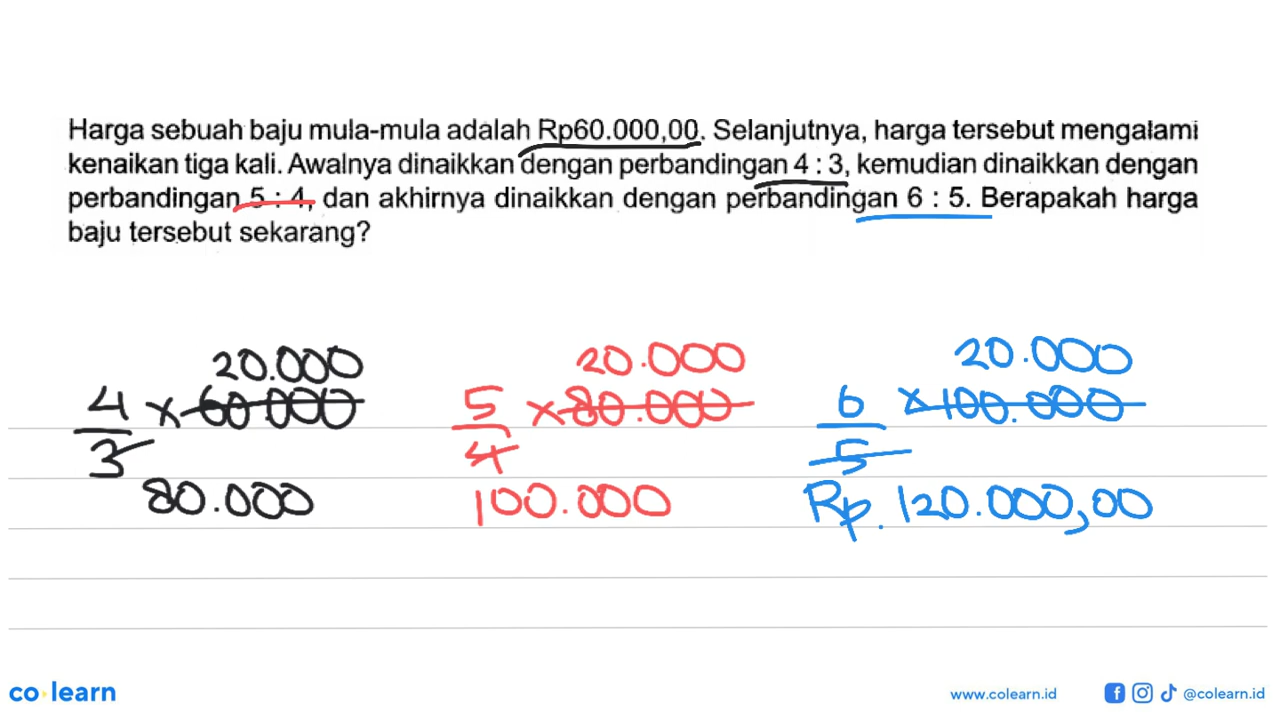 Harga sebuah baju mula-mula adalah Rp60.000,00. Selanjutnya, harga tersebut mengalami
kenaikan tiga kali. Awalnya dinaikkan dengan perbandingan 4 : 3, kemudian dinaikkan dengan
perbandingan 5 : 4, dan akhirnya dinaikkan dengan perbandingan 6 : 5. Berapakah harga
baju tersebut sekarang?
20.000
4/3 x 60 000
80.000
20.000
5/4 x 80.000
100.000
20.000
6/5 x 100.000
Rp. 120.000,00
co learn
www.colearn.id
@colearn.id